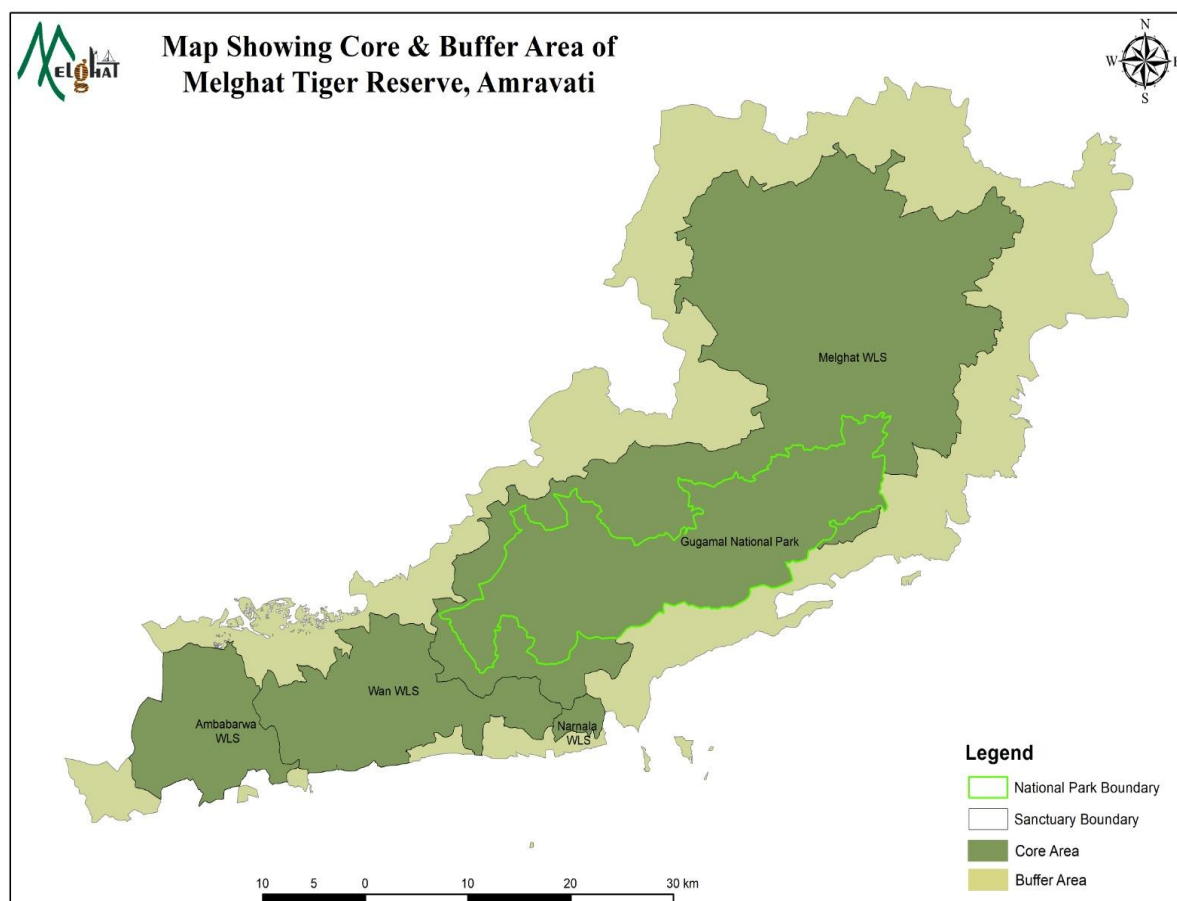 MELGHAT
Map Showing Core & Buffer Area of
Melghat Tiger Reserve, Amravati
N
W
E
S
Melghat WLS
Gugamal National Park
Wan WLS
Ambabarwa
WLS
Narnala
WLS
Legend
National Park Boundary
Sanctuary Boundary
Core Area
Buffer Area
10 5 0 10 20 30 km